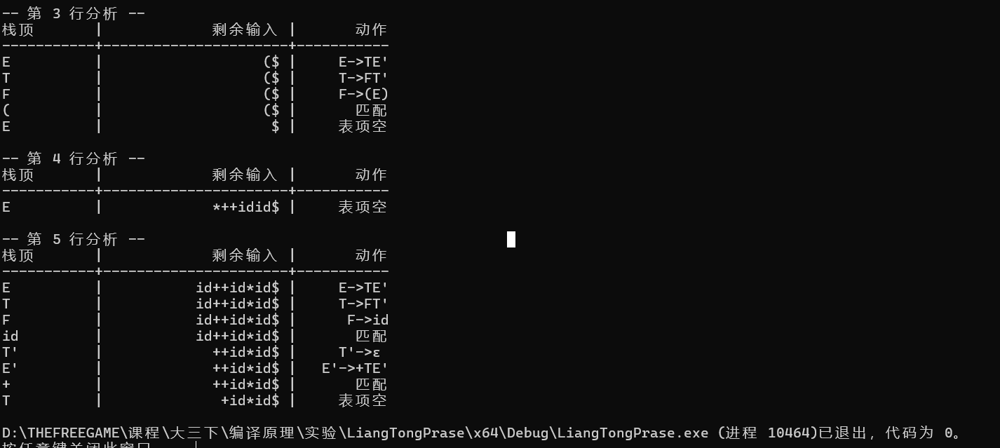 -- 第 3 行分析 --
栈顶 | 剩余输入 | 动作
-----------+----------------------+-----------
E | ($ | E->TE'
T | ($ | T->FT'
F | ($ | F->(E)
( | ($ | 匹配
E | $ | 表项空
-- 第 4 行分析 --
栈顶 | 剩余输入 | 动作
-----------+----------------------+-----------
E | *++idid$ | 表项空
-- 第 5 行分析 --
栈顶 | 剩余输入 | 动作
-----------+----------------------+-----------
E | id++id*id$ | E->TE'
T | id++id*id$ | T->FT'
F | id++id*id$ | F->id
id | id++id*id$ | 匹配
T' | ++id*id$ | T'->ε
E' | ++id*id$ | E'->+TE'
+ | ++id*id$ | 匹配
T | +id*id$ | 表项空
D:\THEFREEGAME\课程\大三下\编译原理\实验\LiangTongPrase\x64\Debug\LiangTongPrase.exe (进程 10464)已退出，代码为 0。
按任意键关闭此窗口